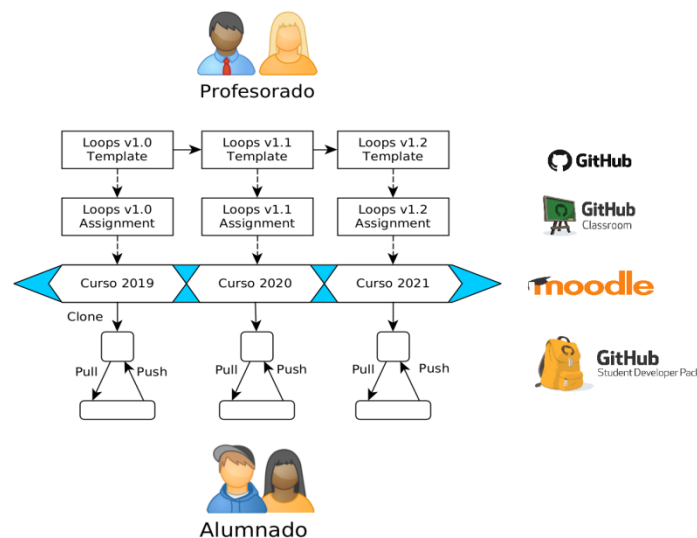 Profesorado
Loops v1.0
Template
Loops v1.1
Template
Loops v1.2
Template
GitHub
Loops v1.0
Assignment
Loops v1.1
Assignment
Loops v1.2
Assignment
GitHub
Classroom
Curso 2019
Curso 2020
Curso 2021
moodle
Clone
Pull
Push
Pull
Push
Pull
Push
GitHub
Student Developer Pack
Alumnado